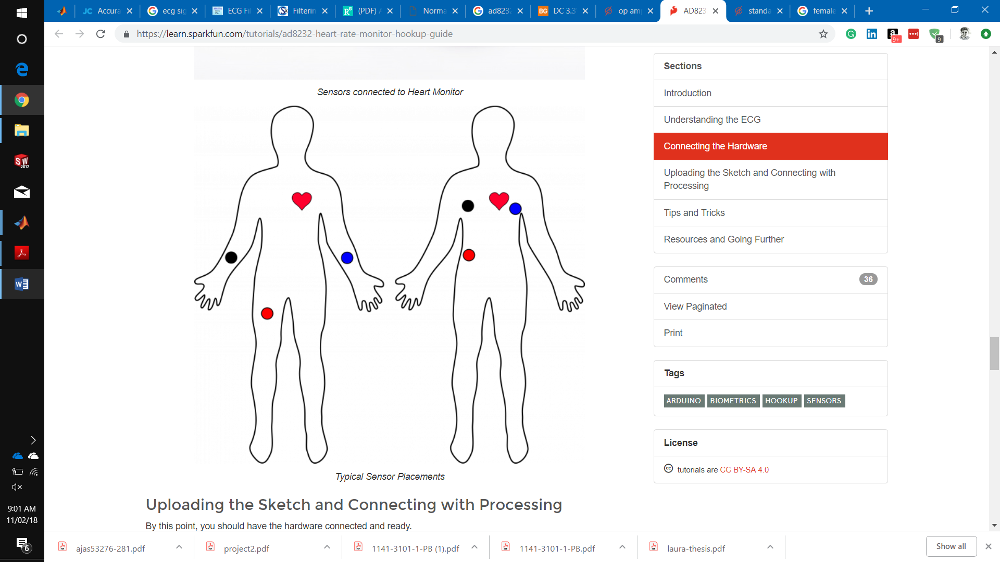 JC Accura
ecg sig
ECG Fil
Filterin
(PDF) A
Norma
ad8232
BG DC 3.3
op am
AD823
standa
female
https://learn.sparkfun.com/tutorials/ad8232-heart-rate-monitor-hookup-guide
9+
9
Sensors connected to Heart Monitor
Typical Sensor Placements
Uploading the Sketch and Connecting with Processing
By this point, you should have the hardware connected and ready.
Sections
Introduction
Understanding the ECG
Connecting the Hardware
Uploading the Sketch and Connecting with
Processing
Tips and Tricks
Resources and Going Further
Comments 36
View Paginated
Print
Tags
ARDUINO BIOMETRICS HOOKUP SENSORS
License
tutorials are CC BY-SA 4.0
SW
2017
W
9:01 AM
11/02/18
6
ajas53276-281.pdf
project2.pdf
1141-3101-1-PB (1).pdf
1141-3101-1-PB.pdf
laura-thesis.pdf
Show all